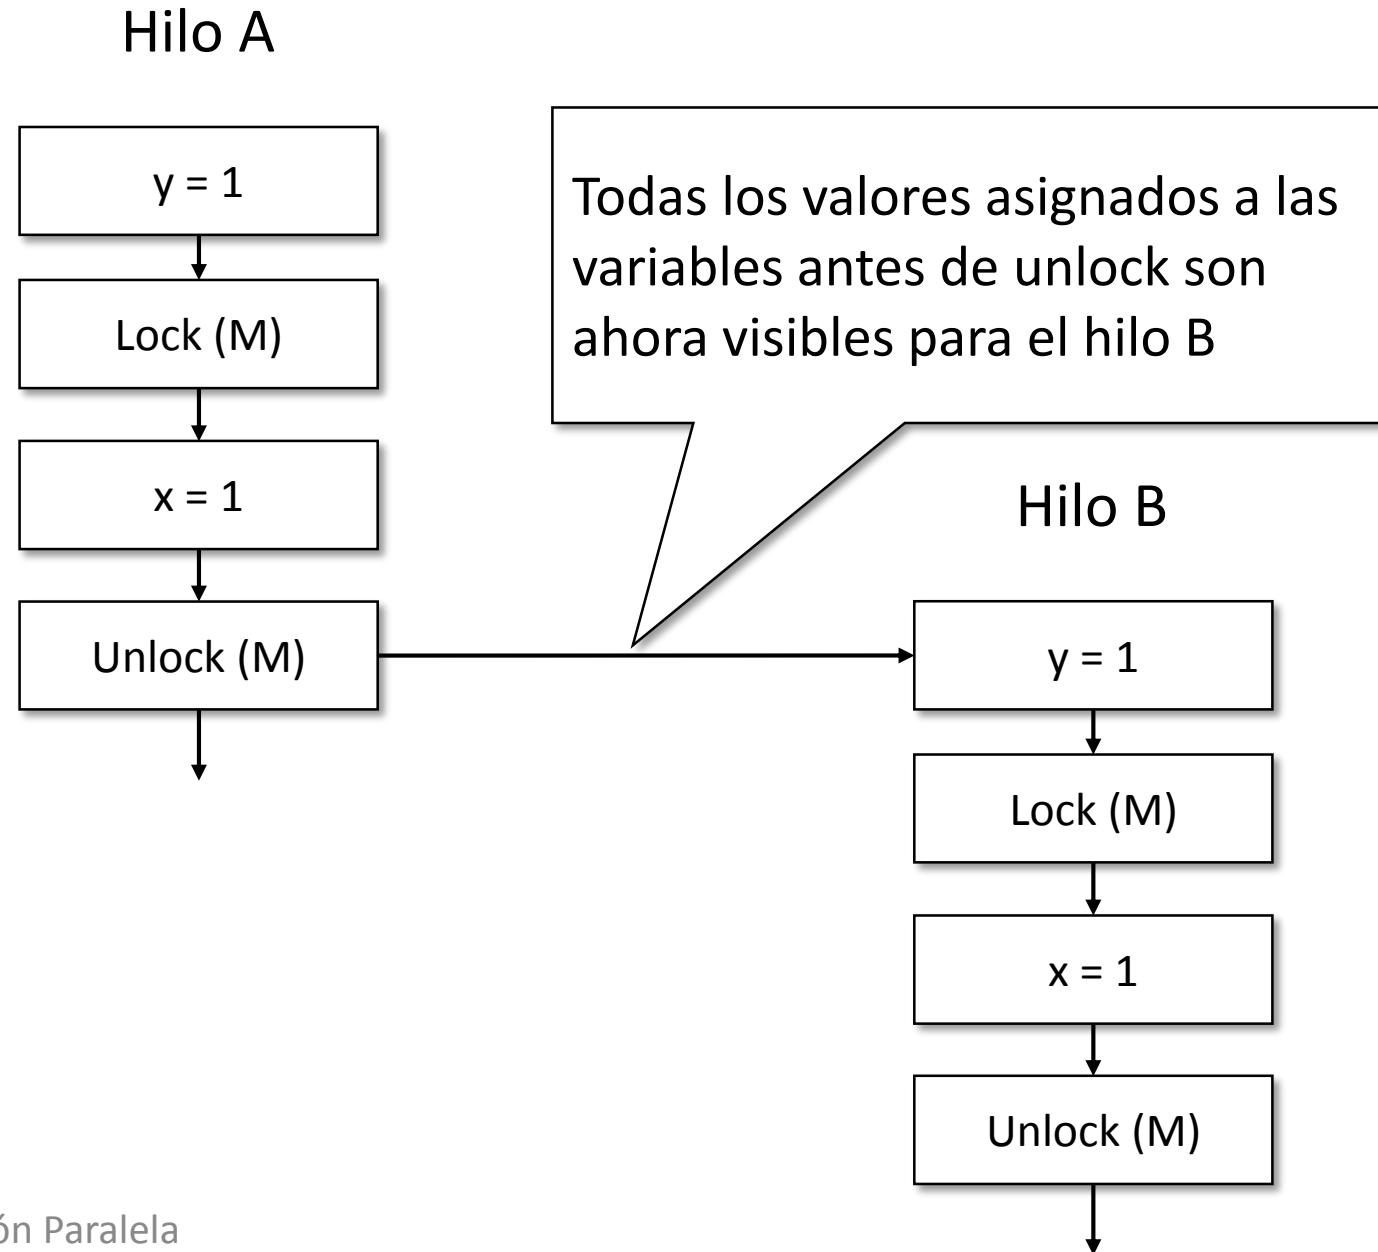 Hilo A
y = 1
Lock (M)
x = 1
Unlock (M)
Todas los valores asignados a las
variables antes de unlock son
ahora visibles para el hilo B
Hilo B
y = 1
Lock (M)
x = 1
Unlock (M)
ón Paralela